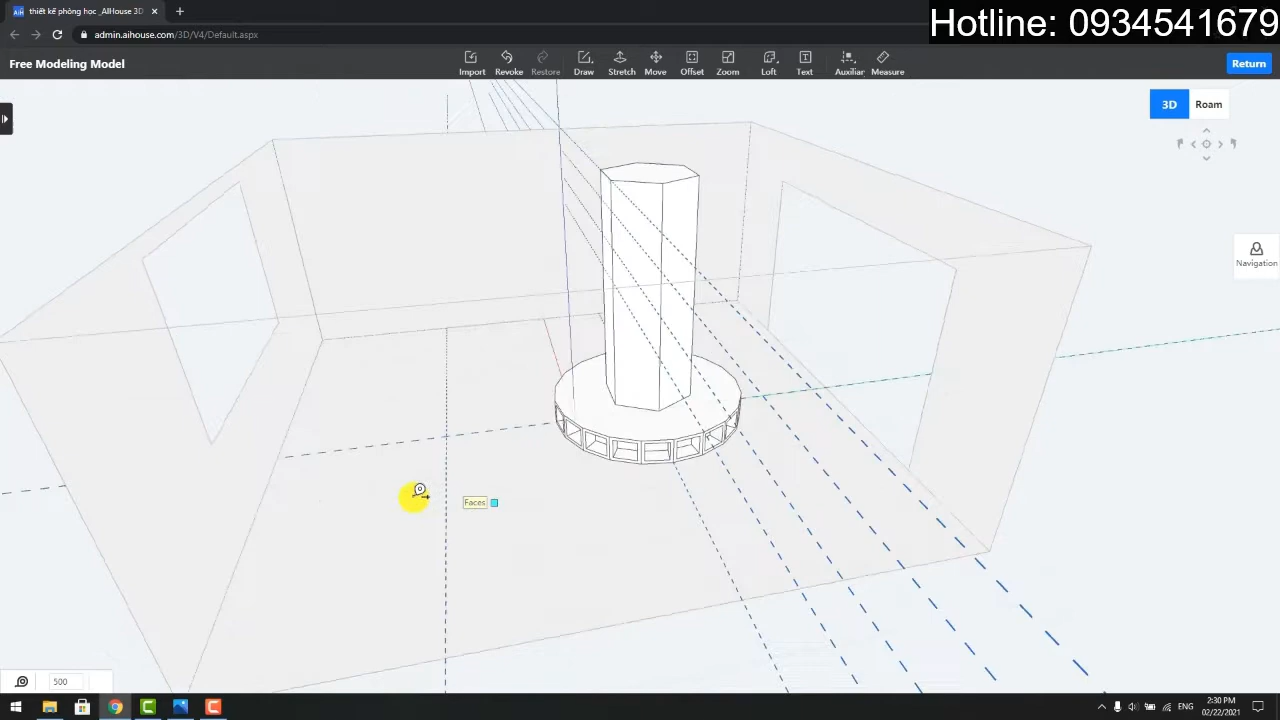 thiết kế phòng học _AIHouse 3D
Hotline: 0934541679
admin.aihouse.com/3D/V4/Default.aspx
Free Modeling Model
Import Revoke Restore Draw Stretch Move Offset Zoom Loft Text Auxiliar Measure
Return
3D Roam
Navigation
Faces
500
2:30 PM
ENG
02/22/2021